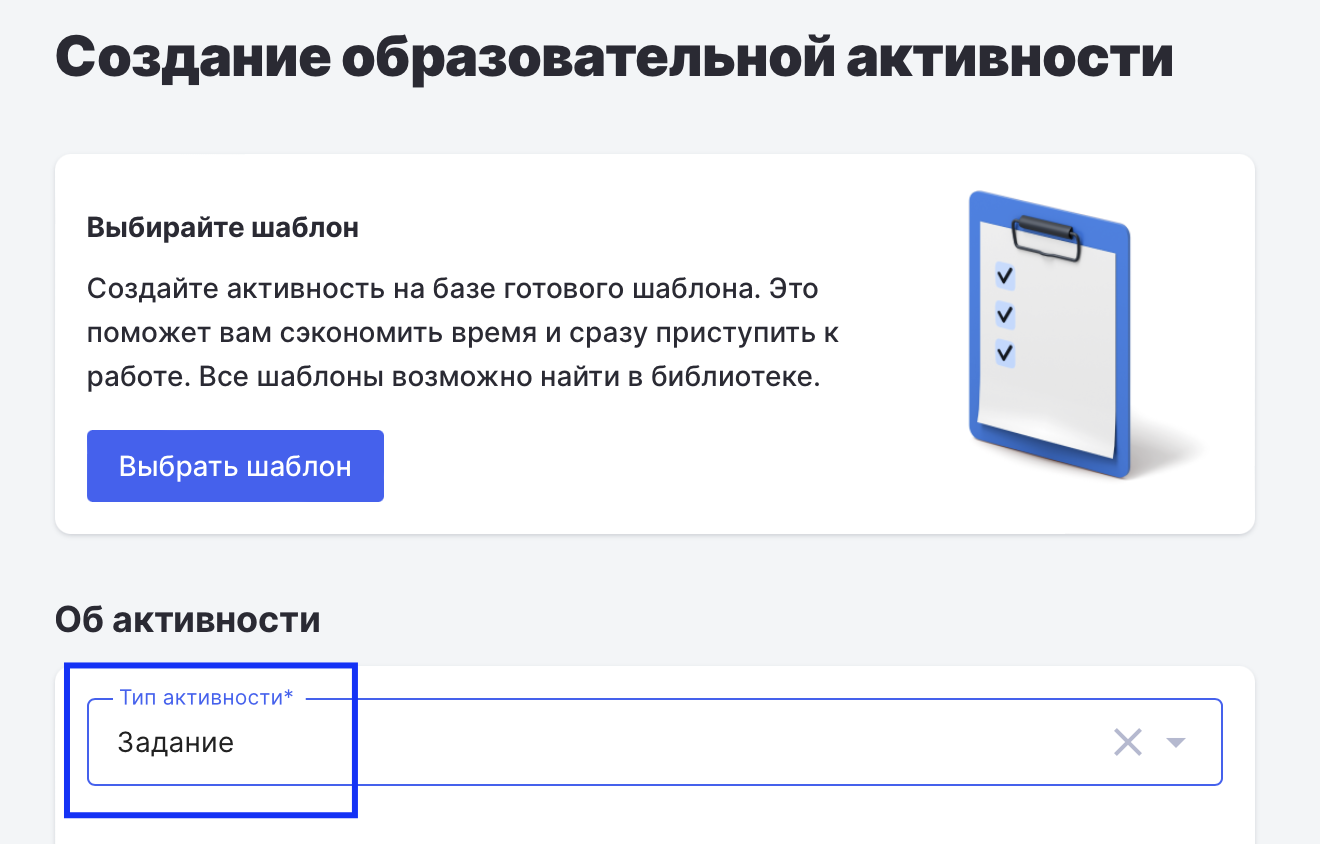 Создание образовательной активности
Выбирайте шаблон
Создайте активность на базе готового шаблона. Это
поможет вам сэкономить время и сразу приступить к
работе. Все шаблоны возможно найти в библиотеке.
Выбрать шаблон
Об активности
Тип активности*
Задание